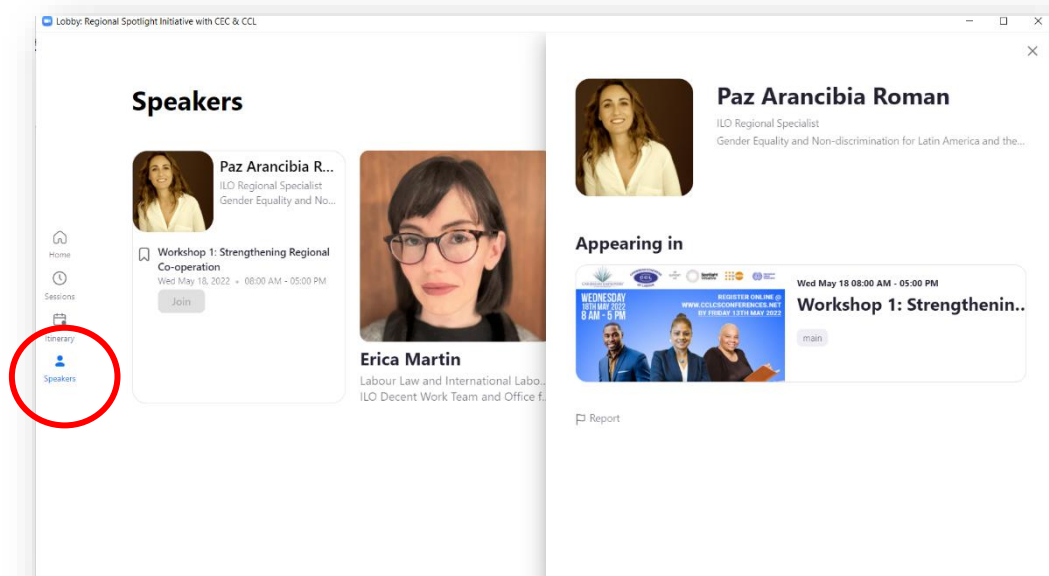 Lobby: Regional Spotlight Initiative with CEC & CCL
Speakers
Paz Arancibia R...
ILO Regional Specialist
Gender Equality and No...
Workshop 1: Strengthening Regional
Co-operation
Wed May 18, 2022 • 08:00 AM - 05:00 PM
Join
Erica Martin
Labour Law and International Labo...
ILO Decent Work Team and Office f...
Home
Sessions
Itinerary
Speakers
Paz Arancibia Roman
ILO Regional Specialist
Gender Equality and Non-discrimination for Latin America and the...
Appearing in
CCL
Spotlight
WEDNESDAY
18TH MAY 2022
8 AM - 5 PM
REGISTER ONLINE @
WWW.CCLCSCONFERENCES.NET
BY FRIDAY 13TH MAY 2022
Wed May 18 08:00 AM - 05:00 PM
Workshop 1: Strengthenin...
main
Report